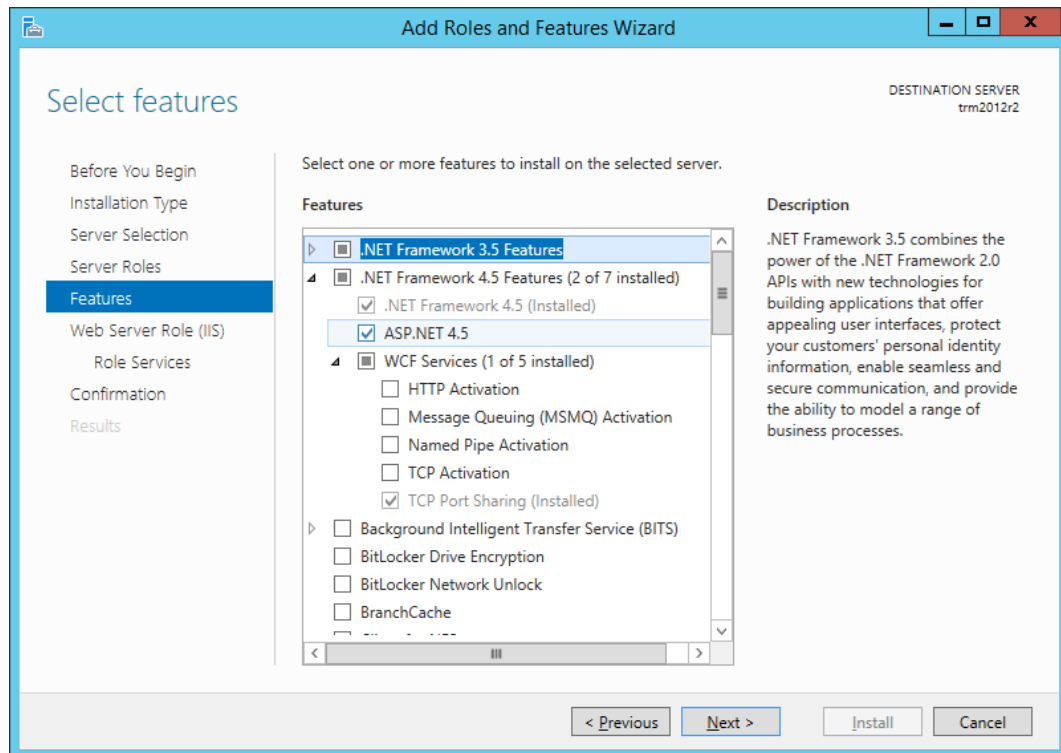 Add Roles and Features Wizard
Select features
DESTINATION SERVER
trm2012r2
Before You Begin
Installation Type
Server Selection
Server Roles
Features
Web Server Role (IIS)
Role Services
Confirmation
Results
Select one or more features to install on the selected server.
Features
.NET Framework 3.5 Features
.NET Framework 4.5 Features (2 of 7 installed)
.NET Framework 4.5 (Installed)
ASP.NET 4.5
WCF Services (1 of 5 installed)
HTTP Activation
Message Queuing (MSMQ) Activation
Named Pipe Activation
TCP Activation
TCP Port Sharing (Installed)
Background Intelligent Transfer Service (BITS)
BitLocker Drive Encryption
BitLocker Network Unlock
BranchCache
Description
.NET Framework 3.5 combines the
power of the .NET Framework 2.0
APIs with new technologies for
building applications that offer
appealing user interfaces, protect
your customers' personal identity
information, enable seamless and
secure communication, and provide
the ability to model a range of
business processes.
< Previous
Next >
Install
Cancel